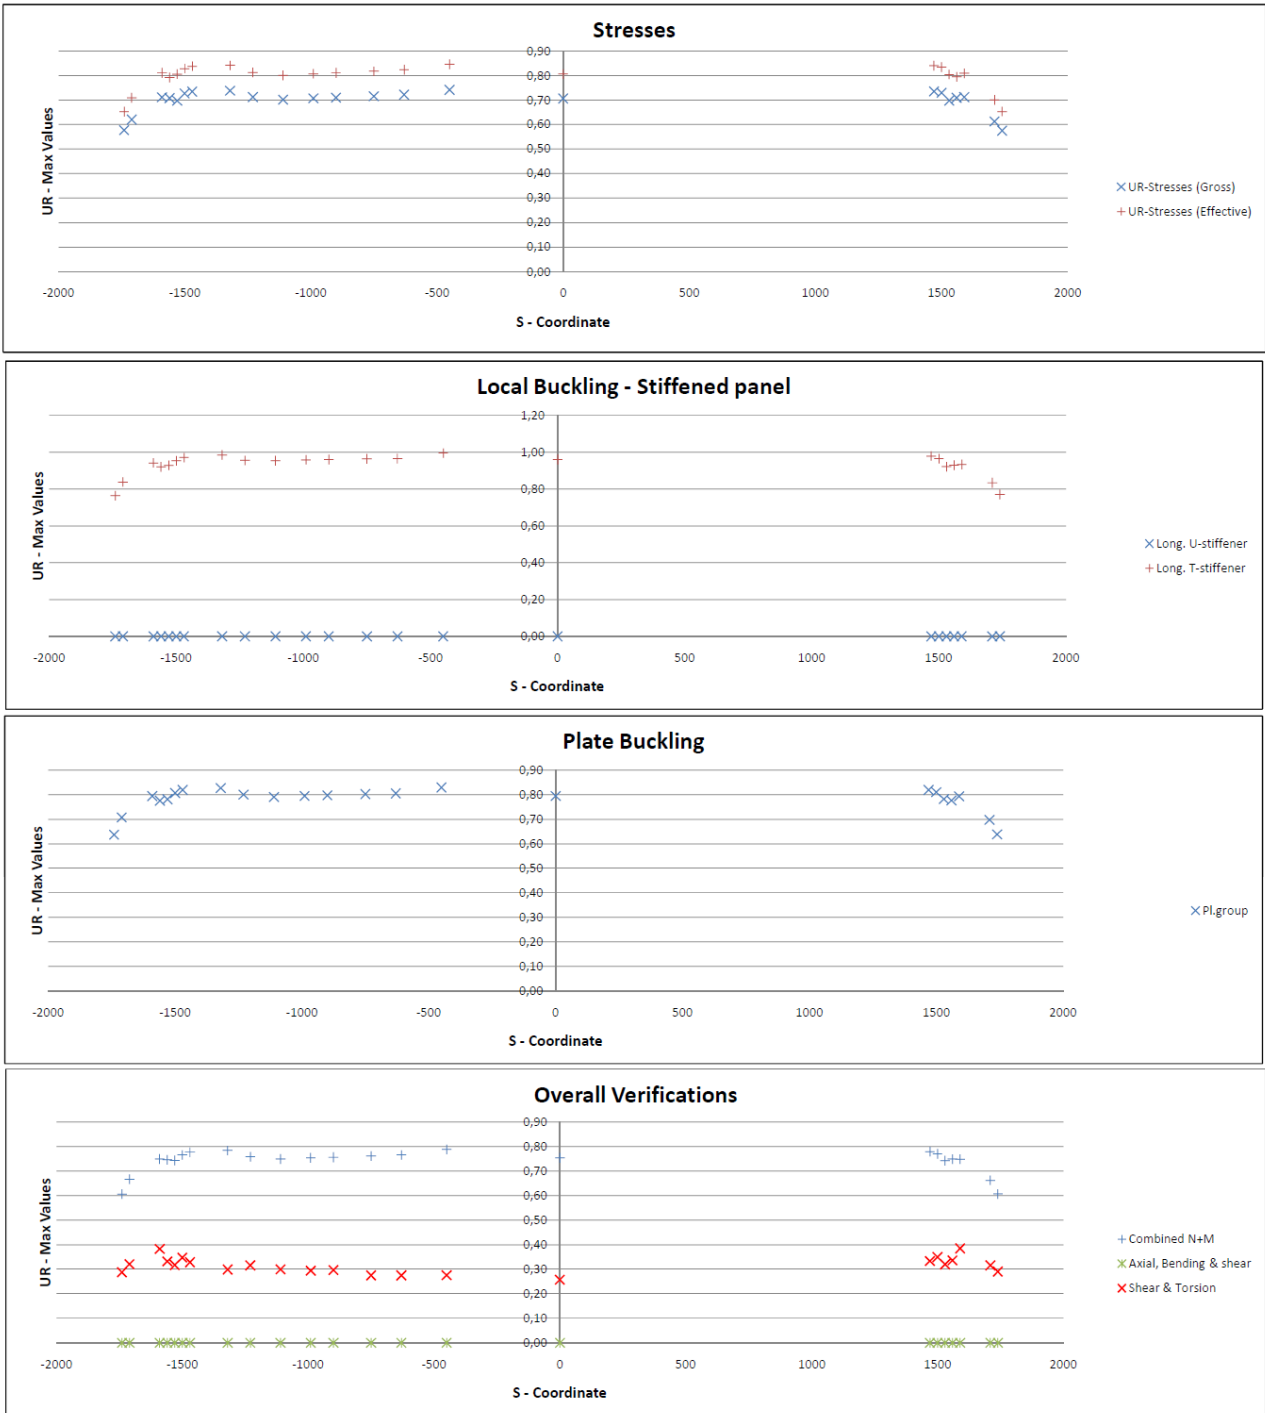 Stresses
0,90
0,80
0,70
0,60
0,50
0,40
0,30
0,20
0,10
0,00
UR - Max Values
-2000 -1500 -1000 -500 0 500 1000 1500 2000
S - Coordinate
UR-Stresses (Gross)
UR-Stresses (Effective)
Local Buckling - Stiffened panel
1,20
1,00
0,80
0,60
0,40
0,20
0,00
UR - Max Values
-2000 -1500 -1000 -500 0 500 1000 1500 2000
S - Coordinate
Long. U-stiffener
Long. T-stiffener
Plate Buckling
0,90
0,80
0,70
0,60
0,50
0,40
0,30
0,20
0,10
0,00
UR - Max Values
-2000 -1500 -1000 -500 0 500 1000 1500 2000
S - Coordinate
Pl.group
Overall Verifications
0,90
0,80
0,70
0,60
0,50
0,40
0,30
0,20
0,10
0,00
UR - Max Values
-2000 -1500 -1000 -500 0 500 1000 1500 2000
S - Coordinate
Combined N+M
Axial, Bending & shear
Shear & Torsion